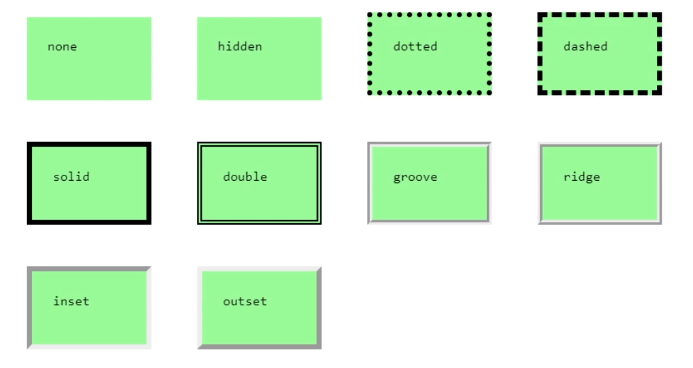 none
hidden
dotted
dashed
solid
double
groove
ridge
inset
outset